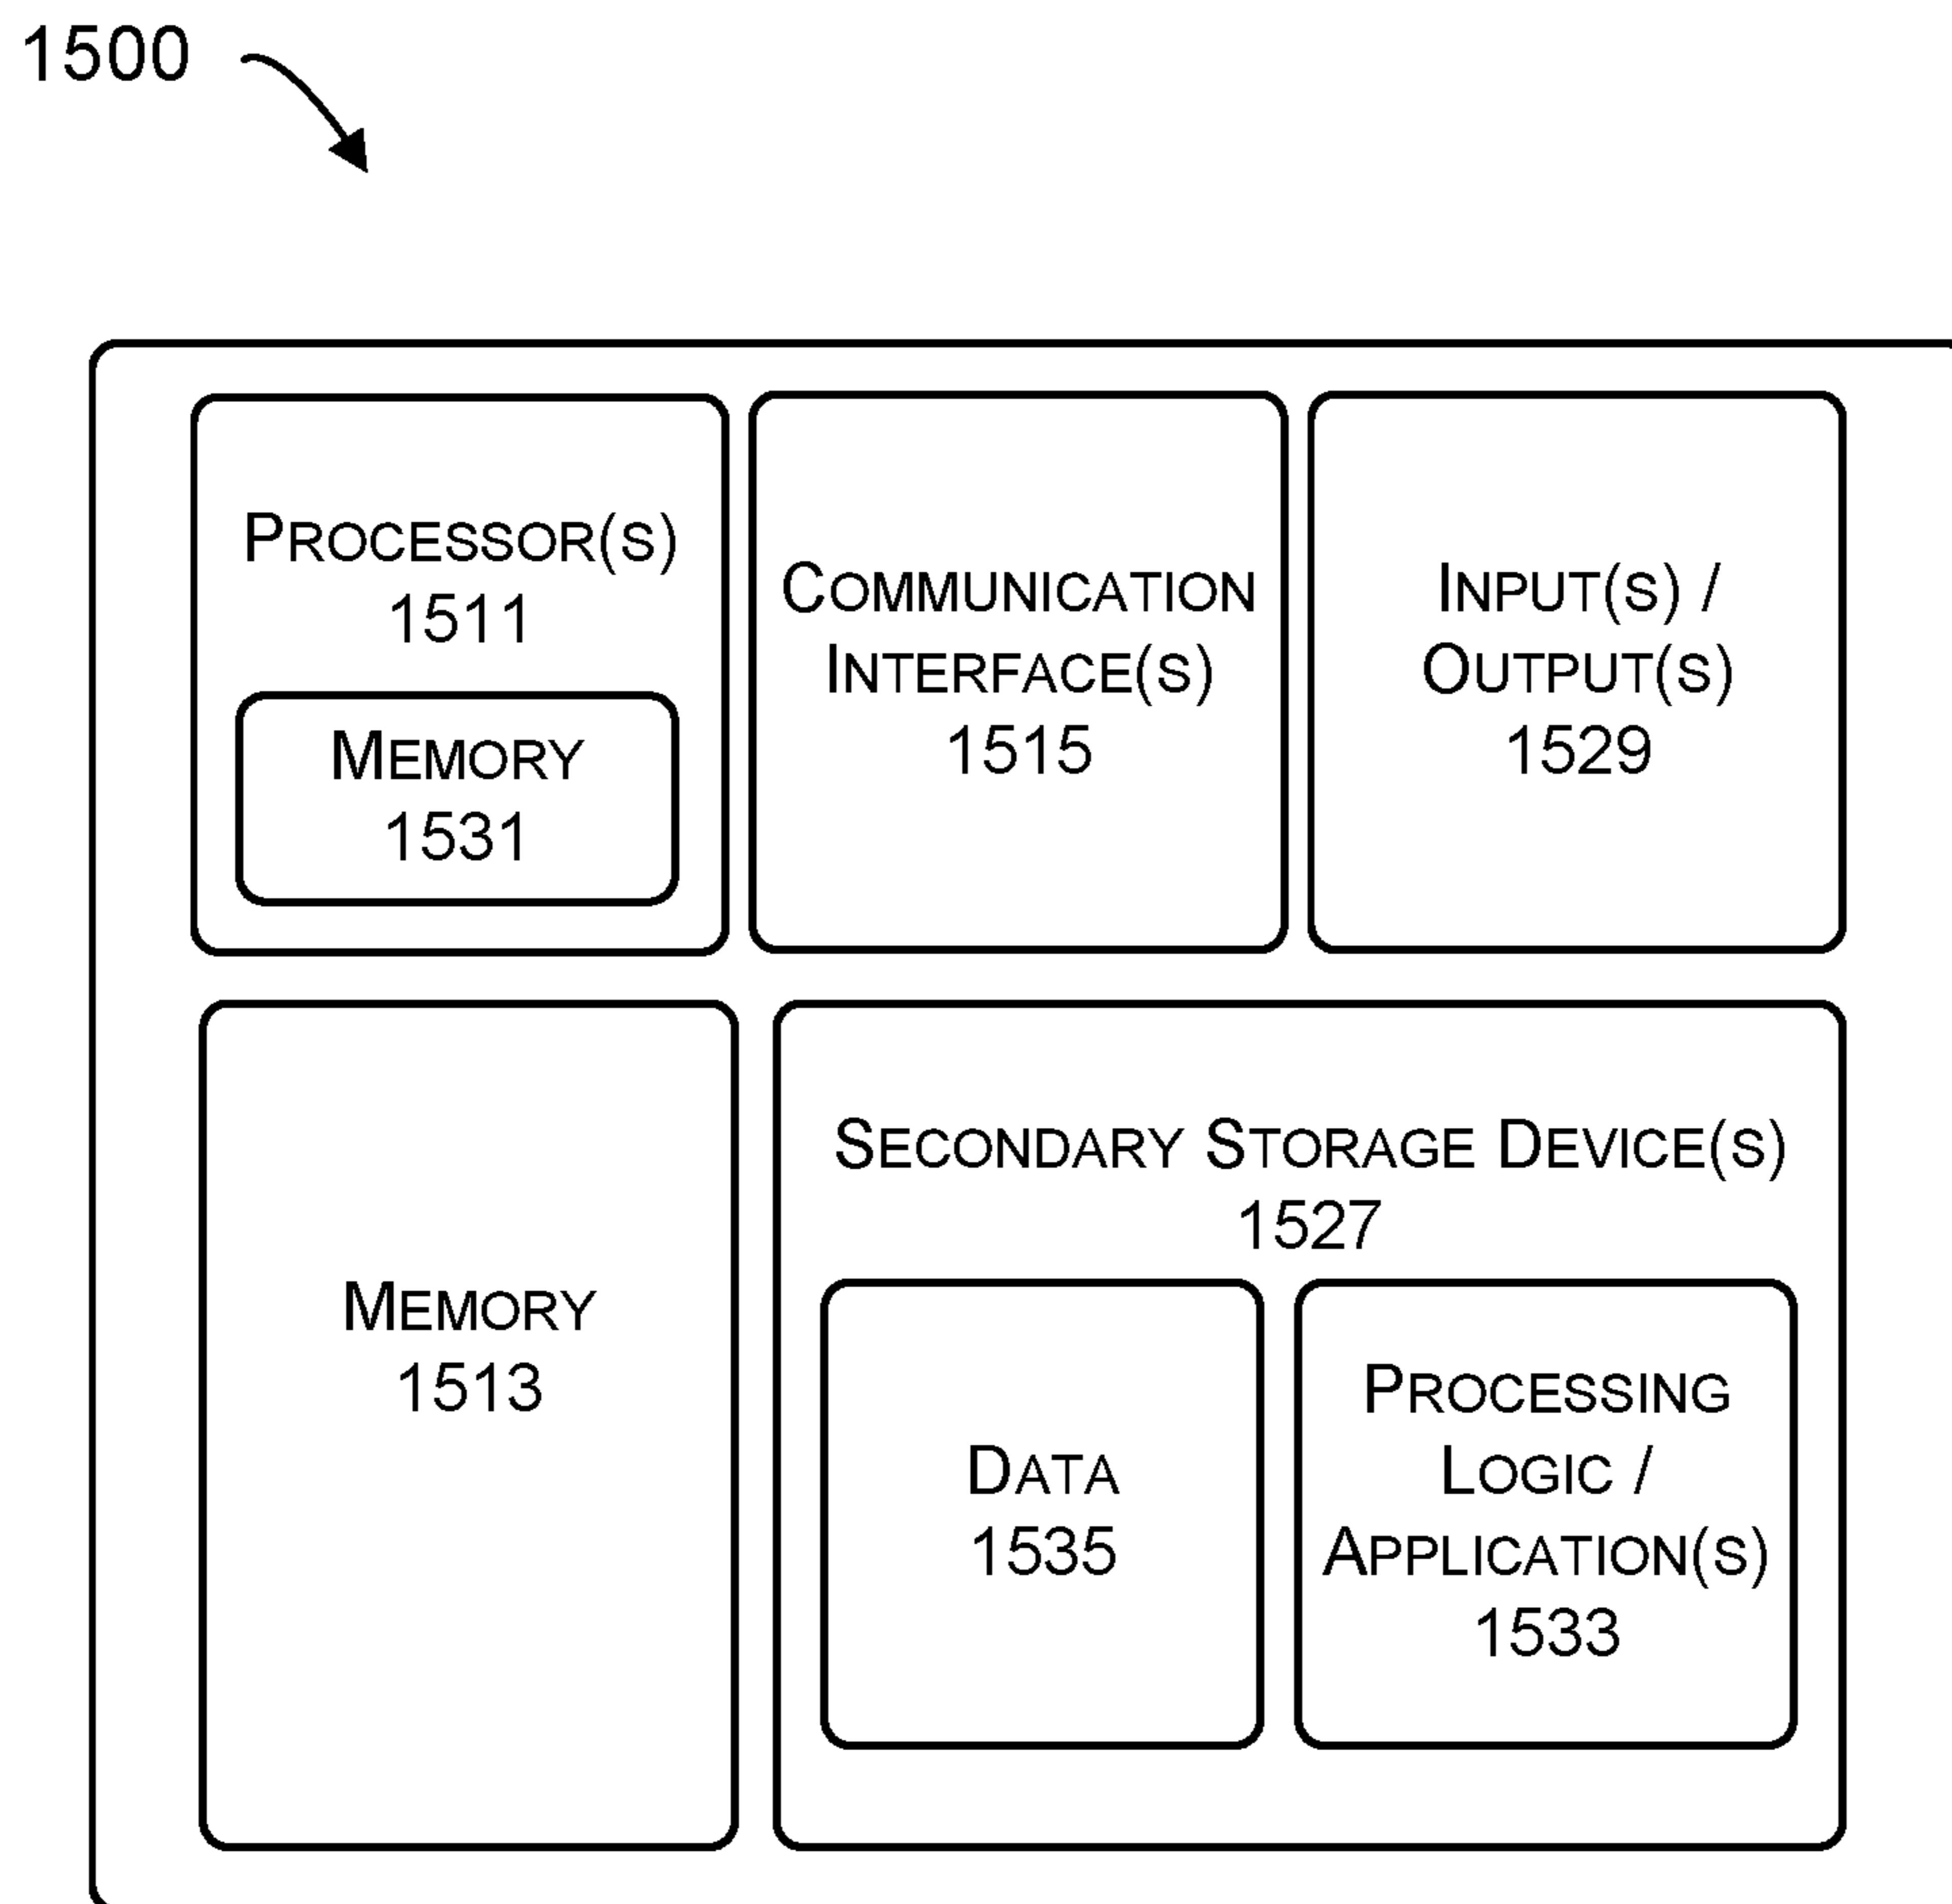 1500
PROCESSOR(S)
1511
MEMORY
1531
COMMUNICATION
INTERFACE(S)
1515
INPUT(S) /
OUTPUT(S)
1529
MEMORY
1513
SECONDARY STORAGE DEVICE(S)
1527
DATA
1535
PROCESSING
LOGIC /
APPLICATION(S)
1533